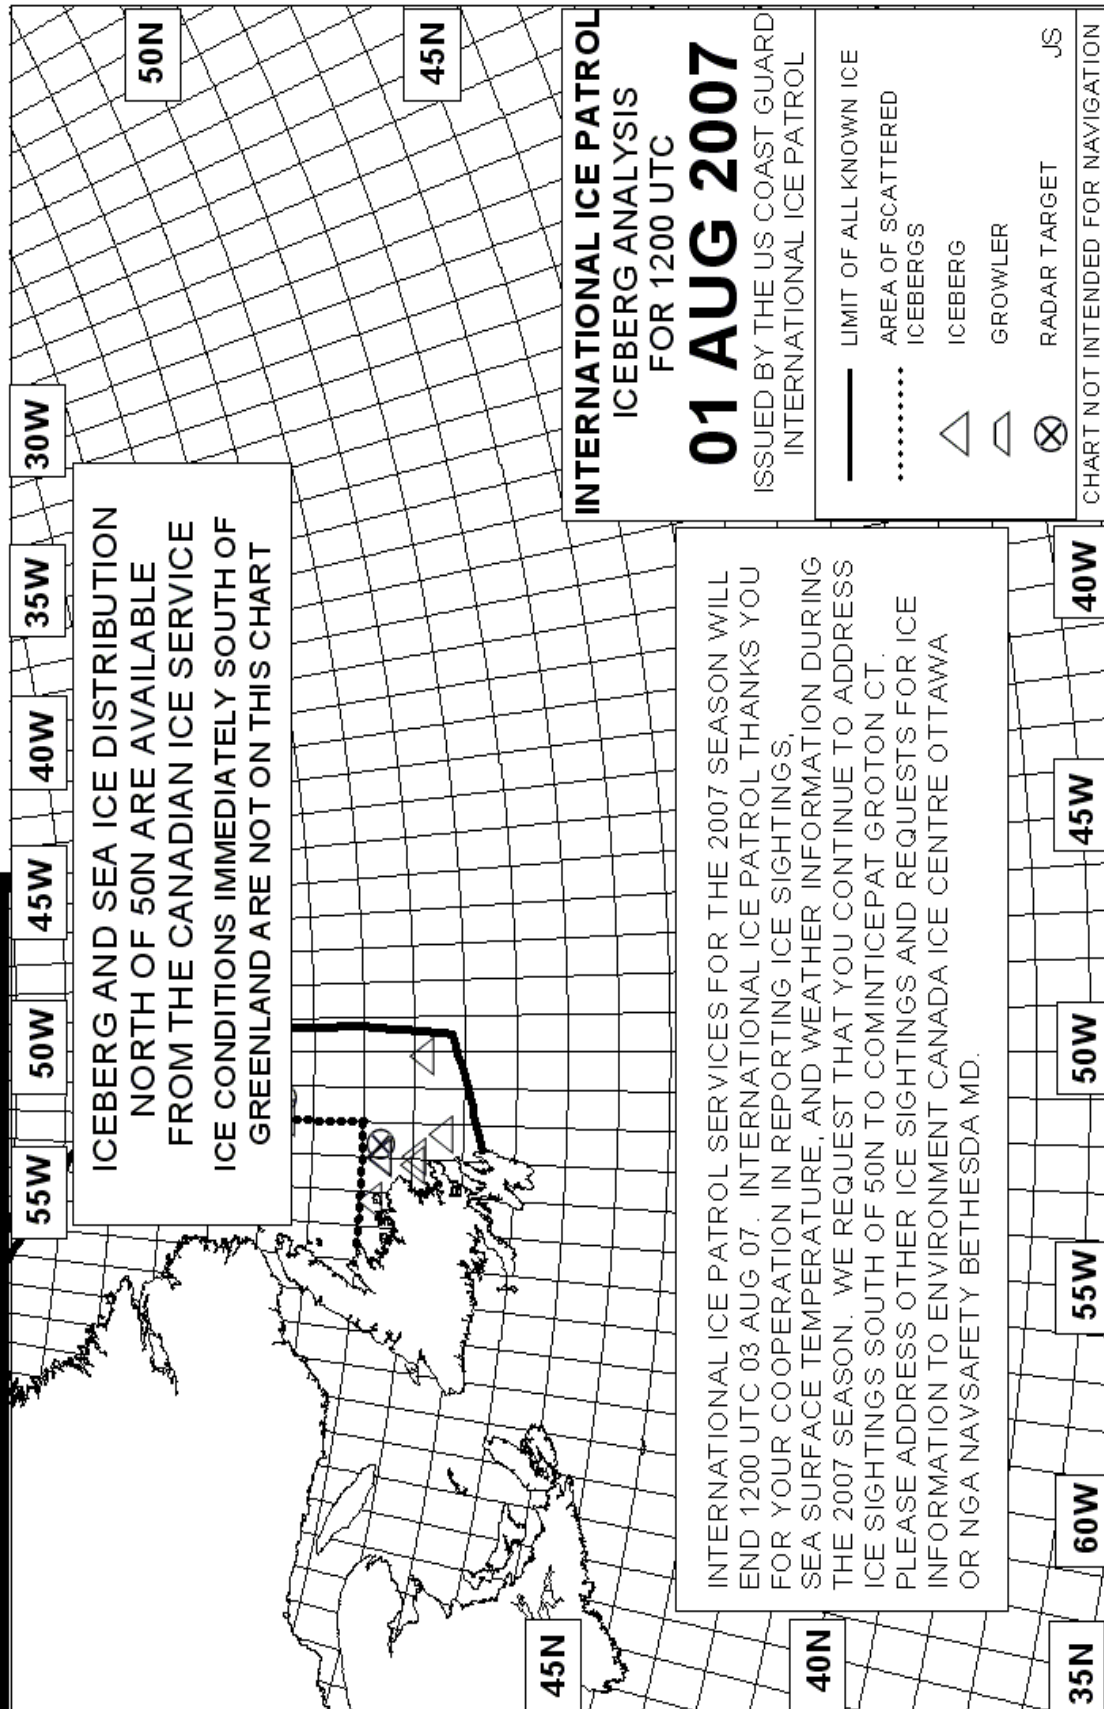 55W
50W
45W
40W
35W
30W
50N
45N
ICEBERG AND SEA ICE DISTRIBUTION
NORTH OF 50N ARE AVAILABLE
FROM THE CANADIAN ICE SERVICE
ICE CONDITIONS IMMEDIATELY SOUTH OF
GREENLAND ARE NOT ON THIS CHART
INTERNATIONAL ICE PATROL
ICEBERG ANALYSIS
FOR 1200 UTC
01 AUG 2007
ISSUED BY THE US COAST GUARD
INTERNATIONAL ICE PATROL
LIMIT OF ALL KNOWN ICE
AREA OF SCATTERED
ICEBERGS
ICEBERG
GROWLER
RADAR TARGET
JS
CHART NOT INTENDED FOR NAVIGATION
INTERNATIONAL ICE PATROL SERVICES FOR THE 2007 SEASON WILL
END 1200 UTC 03 AUG 07. INTERNATIONAL ICE PATROL THANKS YOU
FOR YOUR COOPERATION IN REPORTING ICE SIGHTINGS,
SEA SURFACE TEMPERATURE, AND WEATHER INFORMATION DURING
THE 2007 SEASON. WE REQUEST THAT YOU CONTINUE TO ADDRESS
ICE SIGHTINGS SOUTH OF 50N TO COMINTICEPAT GROTON CT.
PLEASE ADDRESS OTHER ICE SIGHTINGS AND REQUESTS FOR ICE
INFORMATION TO ENVIRONMENT CANADA ICE CENTRE OTTAWA
OR NGA NAVSAFETY BETHESDA MD.
45N
40N
35N
60W
55W
50W
45W
40W